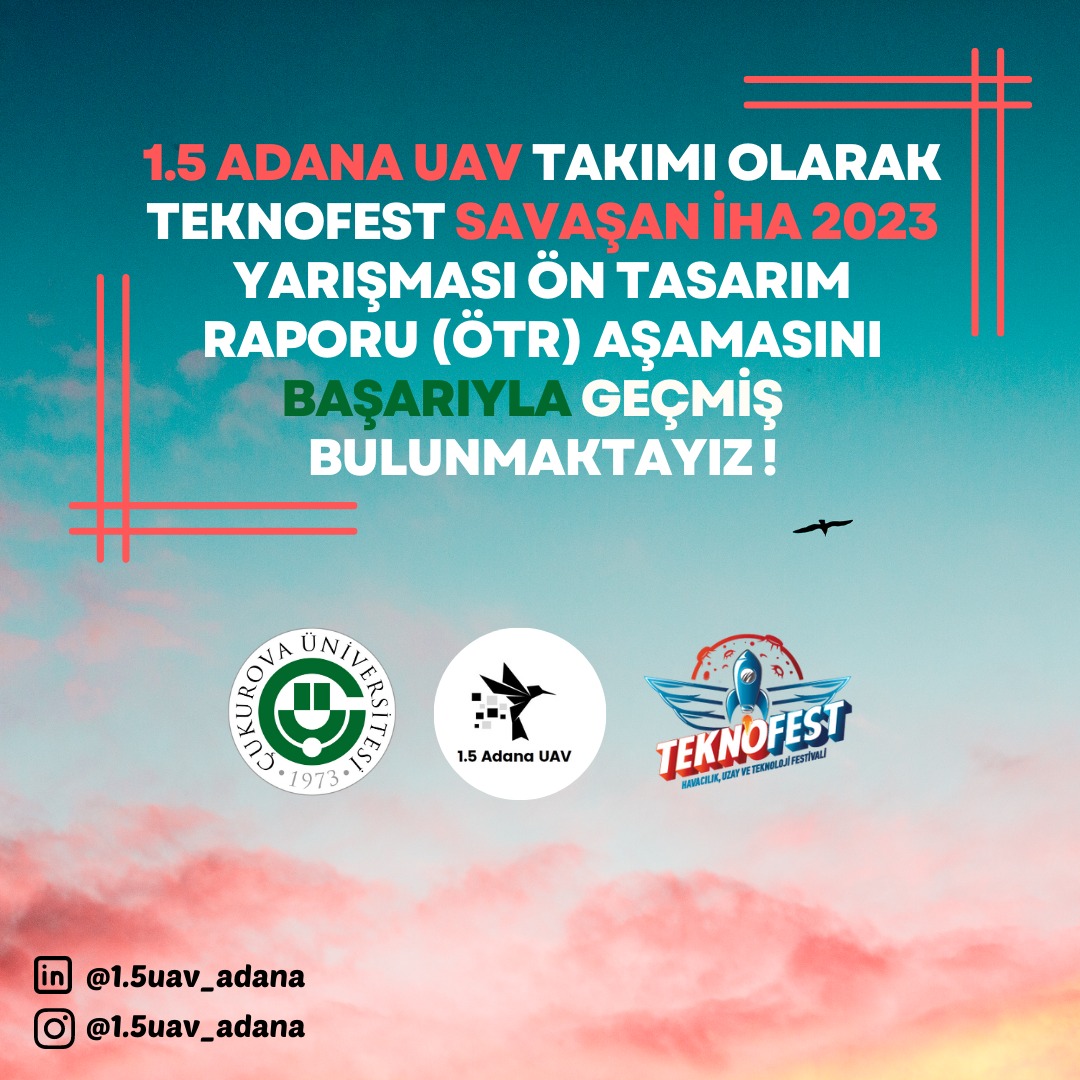 1.5 ADANA UAV TAKIMI OLARAK
TEKNOFEST SAVAŞAN İHA 2023
YARIŞMASI ÖN TASARIM
RAPORU (ÖTR) AŞAMASINI
BAŞARIYLA GEÇMİŞ
BULUNMAKTAYIZ !
ÇUKUROVA ÜNİVERSİTESİ
• 1973 •
1.5 Adana UAV
TEKNOFEST
HAVACILIK, UZAY VE TEKNOLOJİ FESTİVALİ
in @1.5uav_adana
@1.5uav_adana